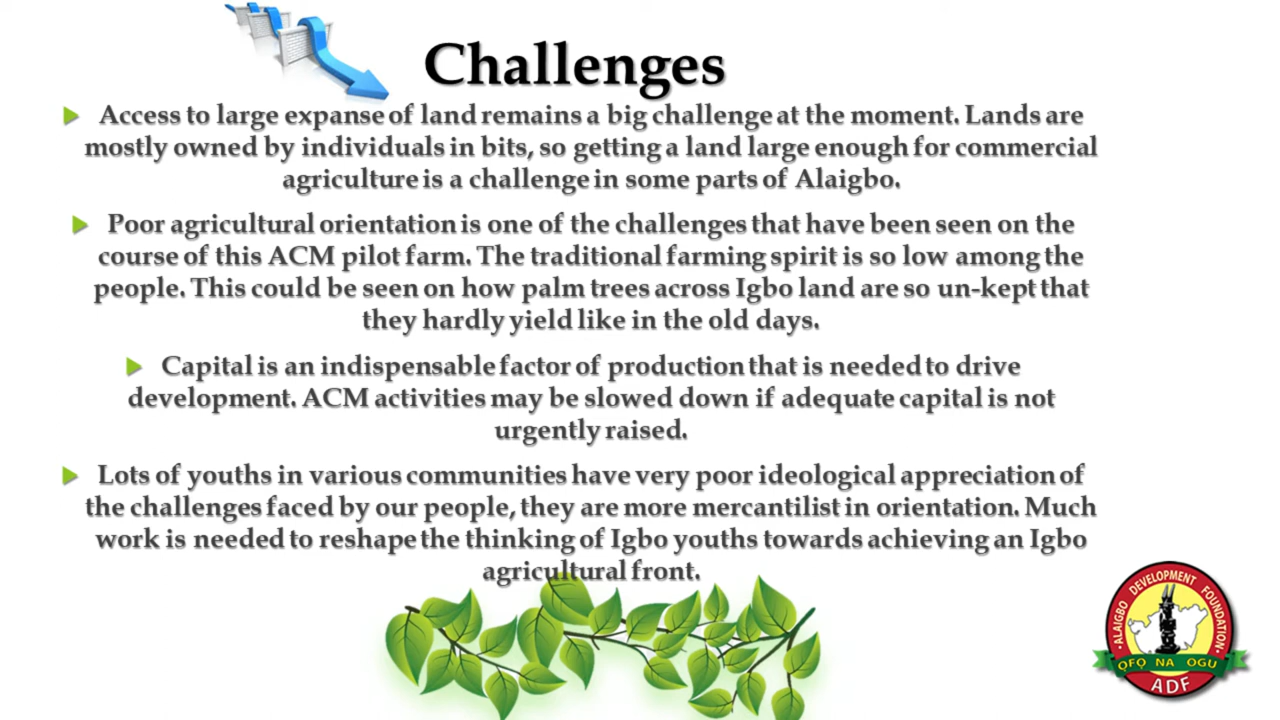 Challenges
Access to large expanse of land remains a big challenge at the moment. Lands are
mostly owned by individuals in bits, so getting a land large enough for commercial
agriculture is a challenge in some parts of Alaigbo.
Poor agricultural orientation is one of the challenges that have been seen on the
course of this ACM pilot farm. The traditional farming spirit is so low among the
people. This could be seen on how palm trees across Igbo land are so un-kept that
they hardly yield like in the old days.
Capital is an indispensable factor of production that is needed to drive
development. ACM activities may be slowed down if adequate capital is not
urgently raised.
Lots of youths in various communities have very poor ideological appreciation of
the challenges faced by our people, they are more mercantilist in orientation. Much
work is needed to reshape the thinking of Igbo youths towards achieving an Igbo
agricultural front.
ALAIGBO DEVELOPMENT FOUNDATION
ỌFỌ NA OGU
ADF